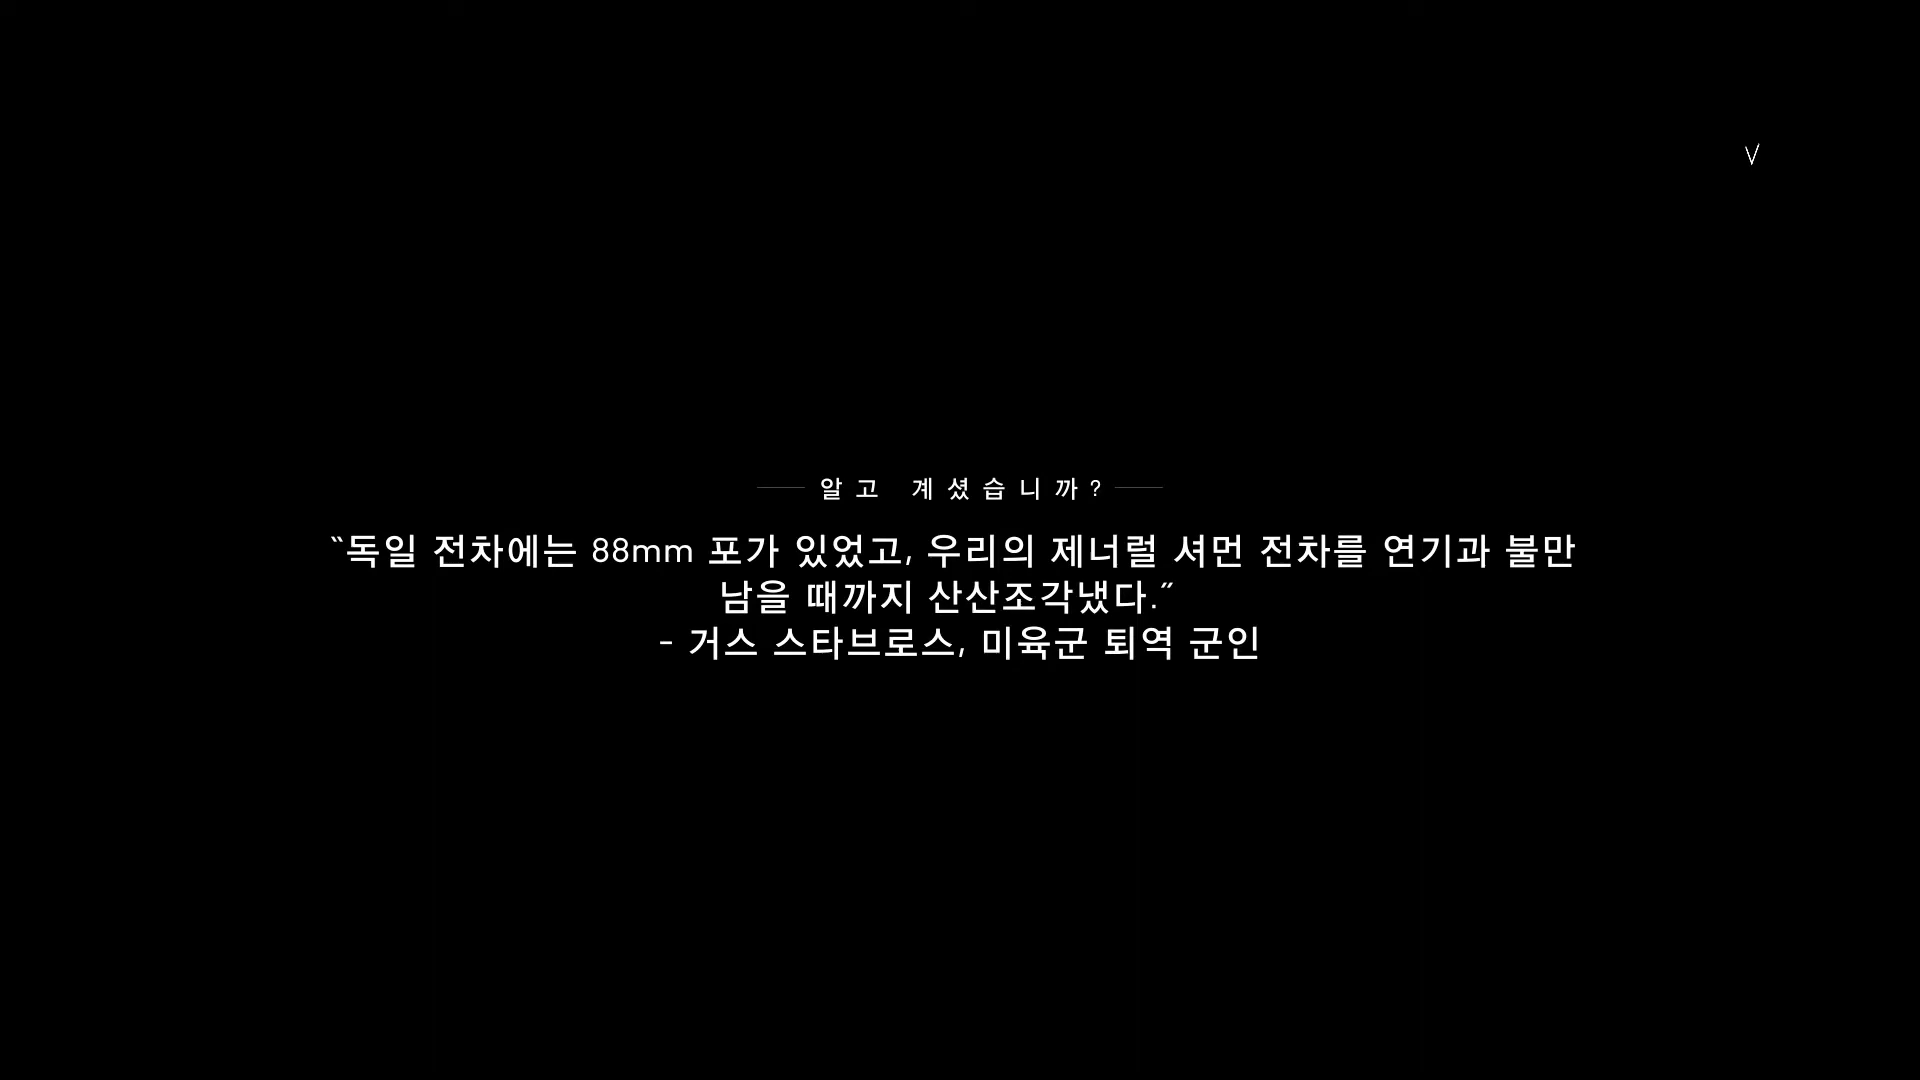 V
알고 계셨습니까?
“독일 전차에는 88mm 포가 있었고, 우리의 제너럴 셔먼 전차를 연기과 불만
남을 때까지 산산조각냈다.”
- 거스 스타브로스, 미육군 퇴역 군인